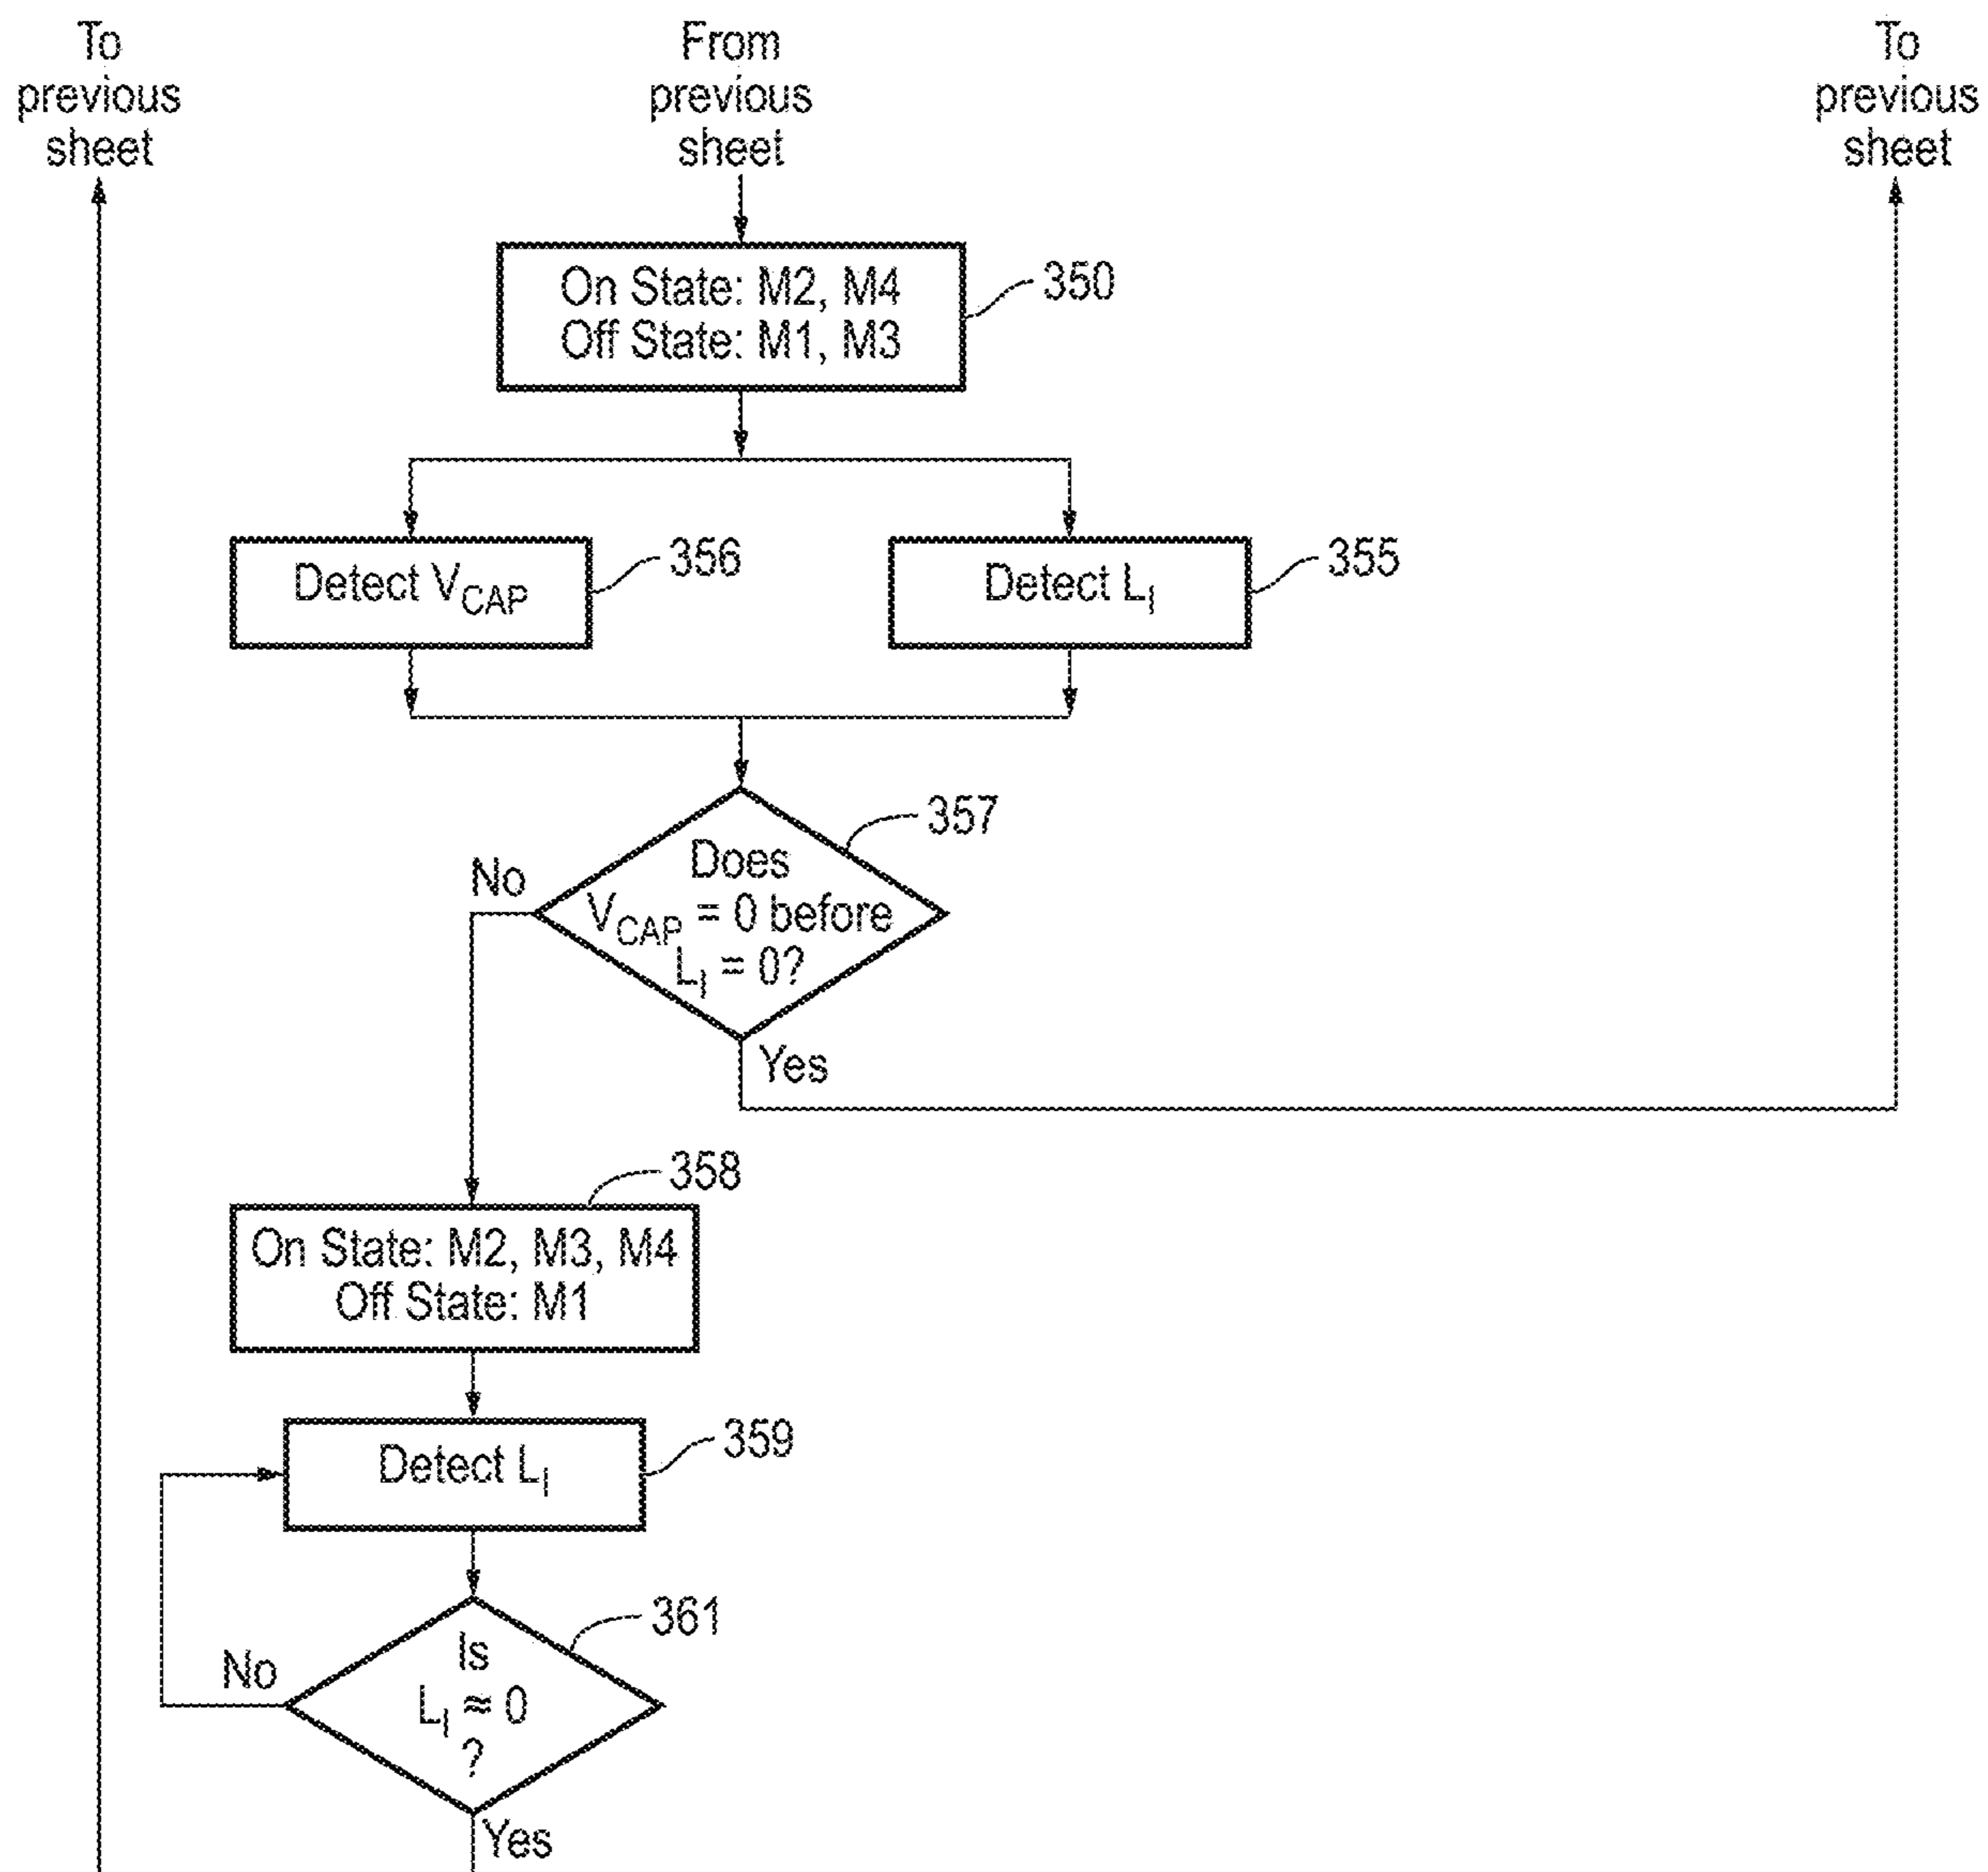 To
previous
sheet
From
previous
sheet
To
previous
sheet
On State: M2, M4
Off State: M1, M3
350
Detect V_CAP
356
Detect L_I
355
357
Does
V_CAP = 0 before
L_I = 0?
No
Yes
358
On State: M2, M3, M4
Off State: M1
Detect L_I
359
361
Is
L_I ≈ 0
?
No
Yes